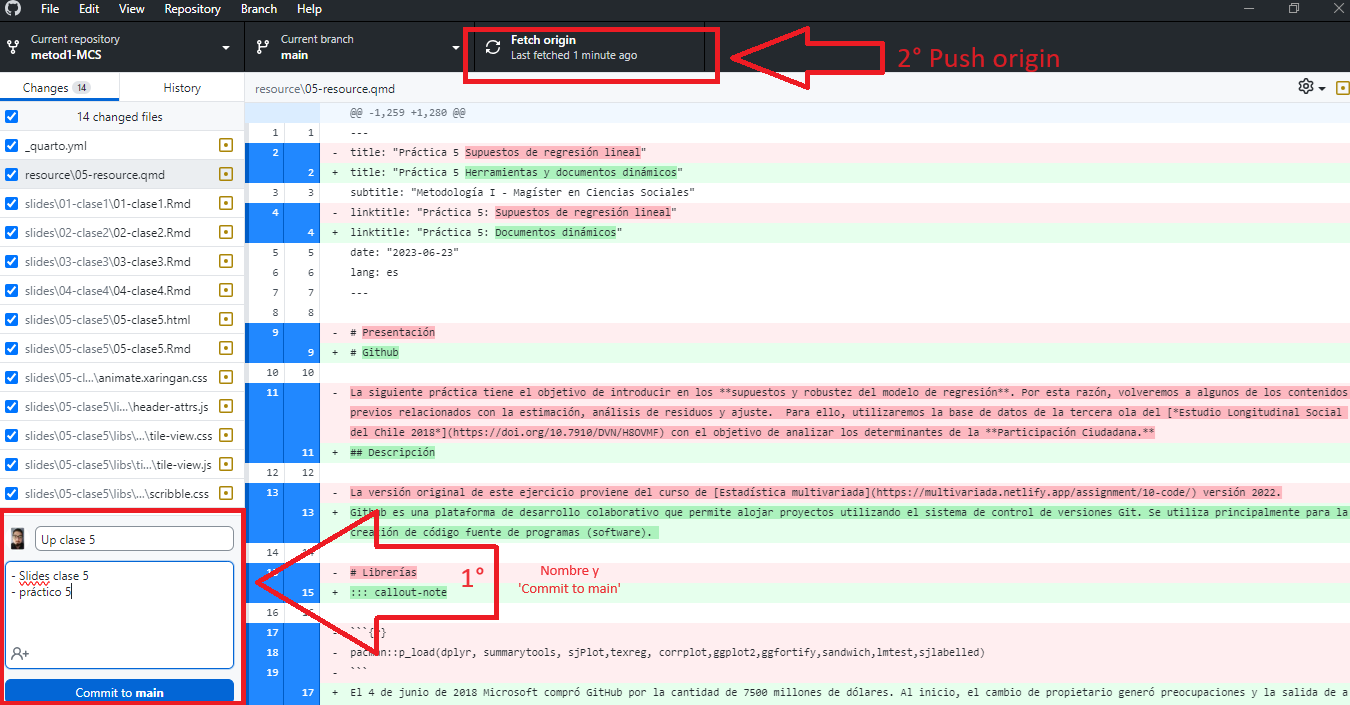 File Edit View Repository Branch Help
Current repository
metod1-MCS
Current branch
main
Fetch origin
Last fetched 1 minute ago
2° Push origin
Changes 14
History
resource\05-resource.qmd
14 changed files
_quarto.yml
resource\05-resource.qmd
slides\01-clase1\01-clase1.Rmd
slides\02-clase2\02-clase2.Rmd
slides\03-clase3\03-clase3.Rmd
slides\04-clase4\04-clase4.Rmd
slides\05-clase5\05-clase5.html
slides\05-clase5\05-clase5.Rmd
slides\05-cl...\animate.xaringan.css
slides\05-clase5\li...\header-attrs.js
slides\05-clase5\libs\...\tile-view.css
slides\05-clase5\libs\ti...\tile-view.js
slides\05-clase5\libs\...\scribble.css
Up clase 5
- Slides clase 5
- práctico 5
Commit to main
@@ -1,259 +1,280 @@
1 1 ---
2 - title: "Práctica 5 Supuestos de regresión lineal"
2 + title: "Práctica 5 Herramientas y documentos dinámicos"
3 3 subtitle: "Metodología I - Magíster en Ciencias Sociales"
4 - linktitle: "Práctica 5: Supuestos de regresión lineal"
4 + linktitle: "Práctica 5: Documentos dinámicos"
5 5 date: "2023-06-23"
6 6 lang: es
7 7 ---
8 8
9 - # Presentación
9 + # Github
10 10
11 - La siguiente práctica tiene el objetivo de introducir en los **supuestos y robustez del modelo de regresión**. Por esta razón, volveremos a algunos de los contenidos
previos relacionados con la estimación, análisis de residuos y ajuste. Para ello, utilizaremos la base de datos de la tercera ola del [*Estudio Longitudinal Social
del Chile 2018*](https://doi.org/10.7910/DVN/H8OVMF) con el objetivo de analizar los determinantes de la **Participación Ciudadana.**
11 + ## Descripción
12 12
13 - La versión original de este ejercicio proviene del curso de [Estadística multivariada](https://multivariada.netlify.app/assignment/10-code/) versión 2022.
13 + Github es una plataforma de desarrollo colaborativo que permite alojar proyectos utilizando el sistema de control de versiones Git. Se utiliza principalmente para la
creación de código fuente de programas (software).
14
- # Librerías
15 + ::: callout-note
16
17 - ```
18 - pacman::p_load(dplyr, summarytools, sjPlot,texreg, corrplot,ggplot2,ggfortify,sandwich,lmtest,sjlabelled)
19 - ```
17 + El 4 de junio de 2018 Microsoft compró GitHub por la cantidad de 7500 millones de dólares. Al inicio, el cambio de propietario generó preocupaciones y la salida de a
1°
Nombre y
'Commit to main'